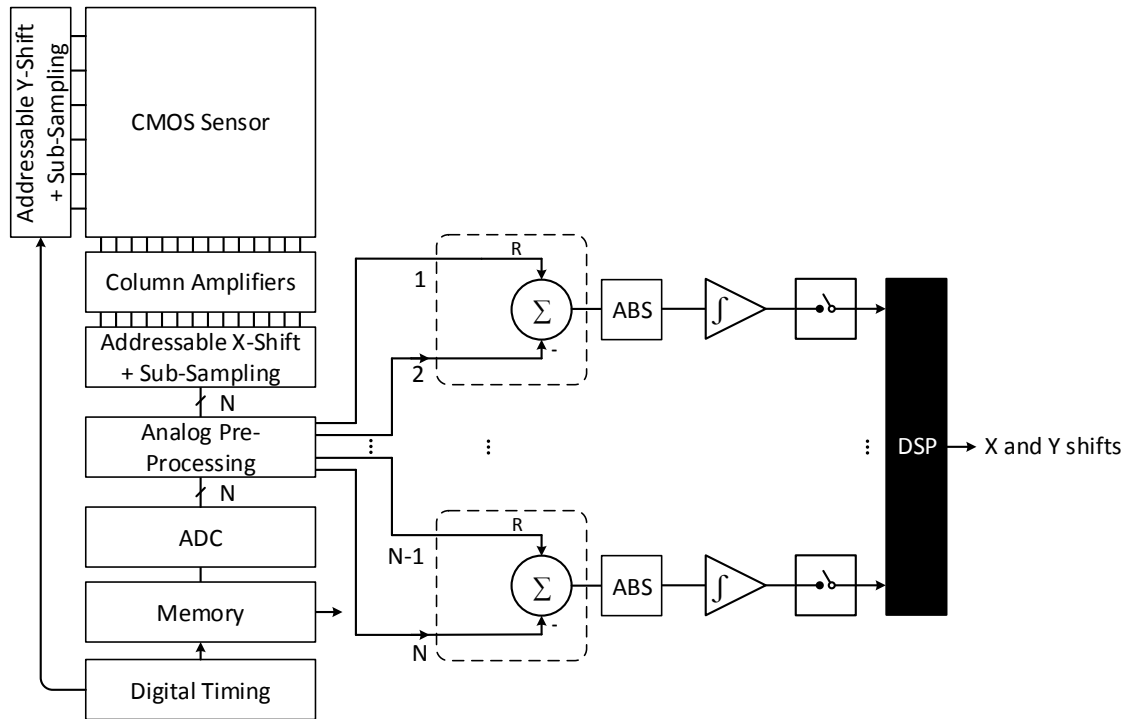 Addressable Y-Shift
+ Sub-Sampling
CMOS Sensor
Column Amplifiers
Addressable X-Shift
+ Sub-Sampling
N
Analog Pre-
Processing
N
ADC
Memory
Digital Timing
1
2
R
Σ
-
ABS
∫
⋮
⋮
⋮
N-1
N
R
Σ
-
ABS
∫
DSP
X and Y shifts